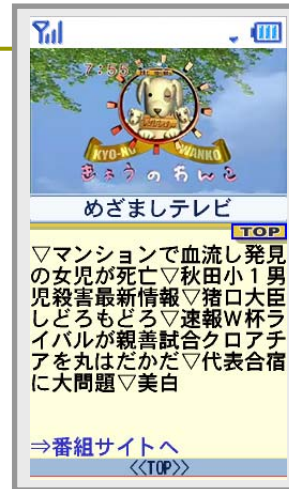 7:55
KYO-NO WANKO
きょうのわんこ
めざましテレビ
TOP
▽マンションで血流し発見
の女児が死亡▽秋田小1男
児殺害最新情報▽猪口大臣
しどろもどろ▽速報W杯ラ
イバルが親善試合クロアチ
アを丸はだかだ▽代表合宿
に大問題▽美白
⇒番組サイトへ
<<TOP>>